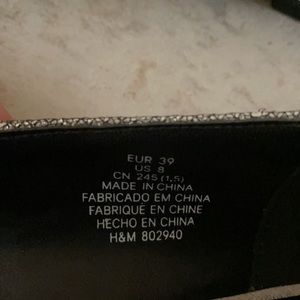 EUR 39
US 8
CN 245 (1.5)
MADE IN CHINA
FABRICADO EM CHINA
FABRIQUÉ EN CHINE
HECHO EN CHINA
H&M 802940